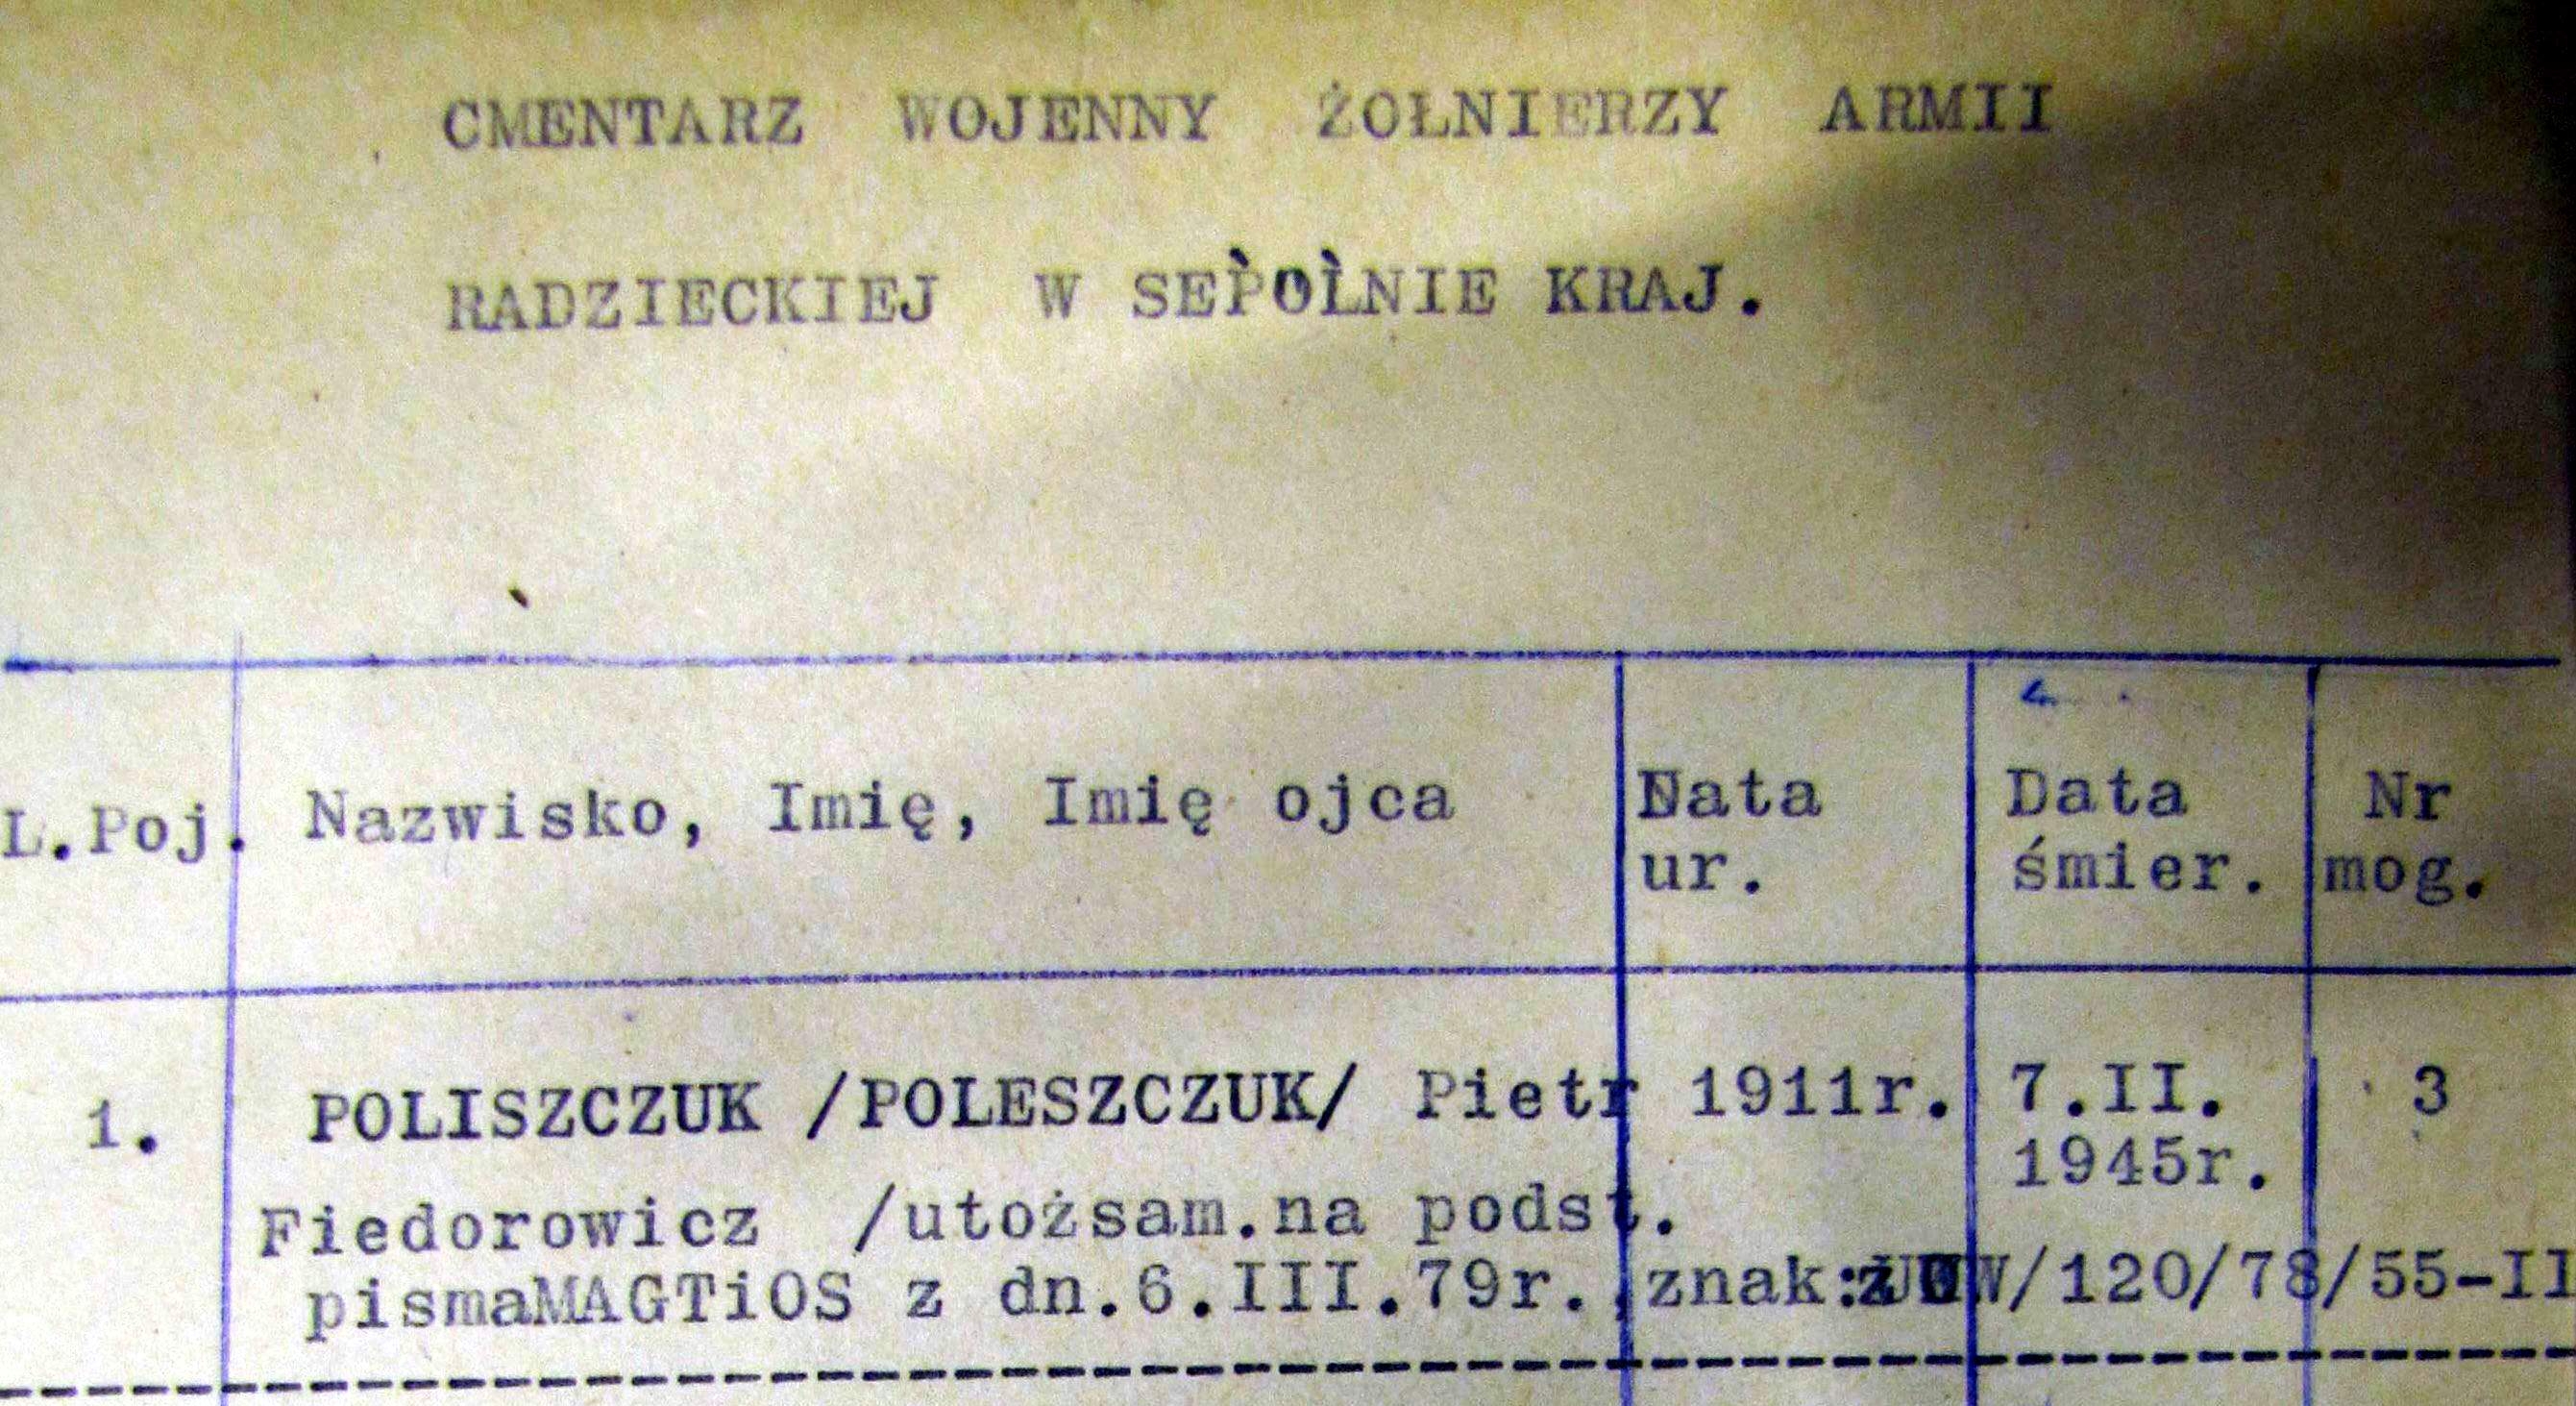 CMENTARZ WOJENNY ŻOŁNIERZY ARMII
RADZIECKIEJ W SEPOLNIE KRAJ.
L.Poj. Nazwisko, Imię, Imię ojca Data Data Nr
ur. śmier. mog.
1. POLISZCZUK /POLESZCZUK/ Pietr 1911r. 7.II. 3
1945r.
Fiedorowicz /utożsam.na podst.
pismaMAGTiOS z dn.6.III.79r. /120/78/55-II